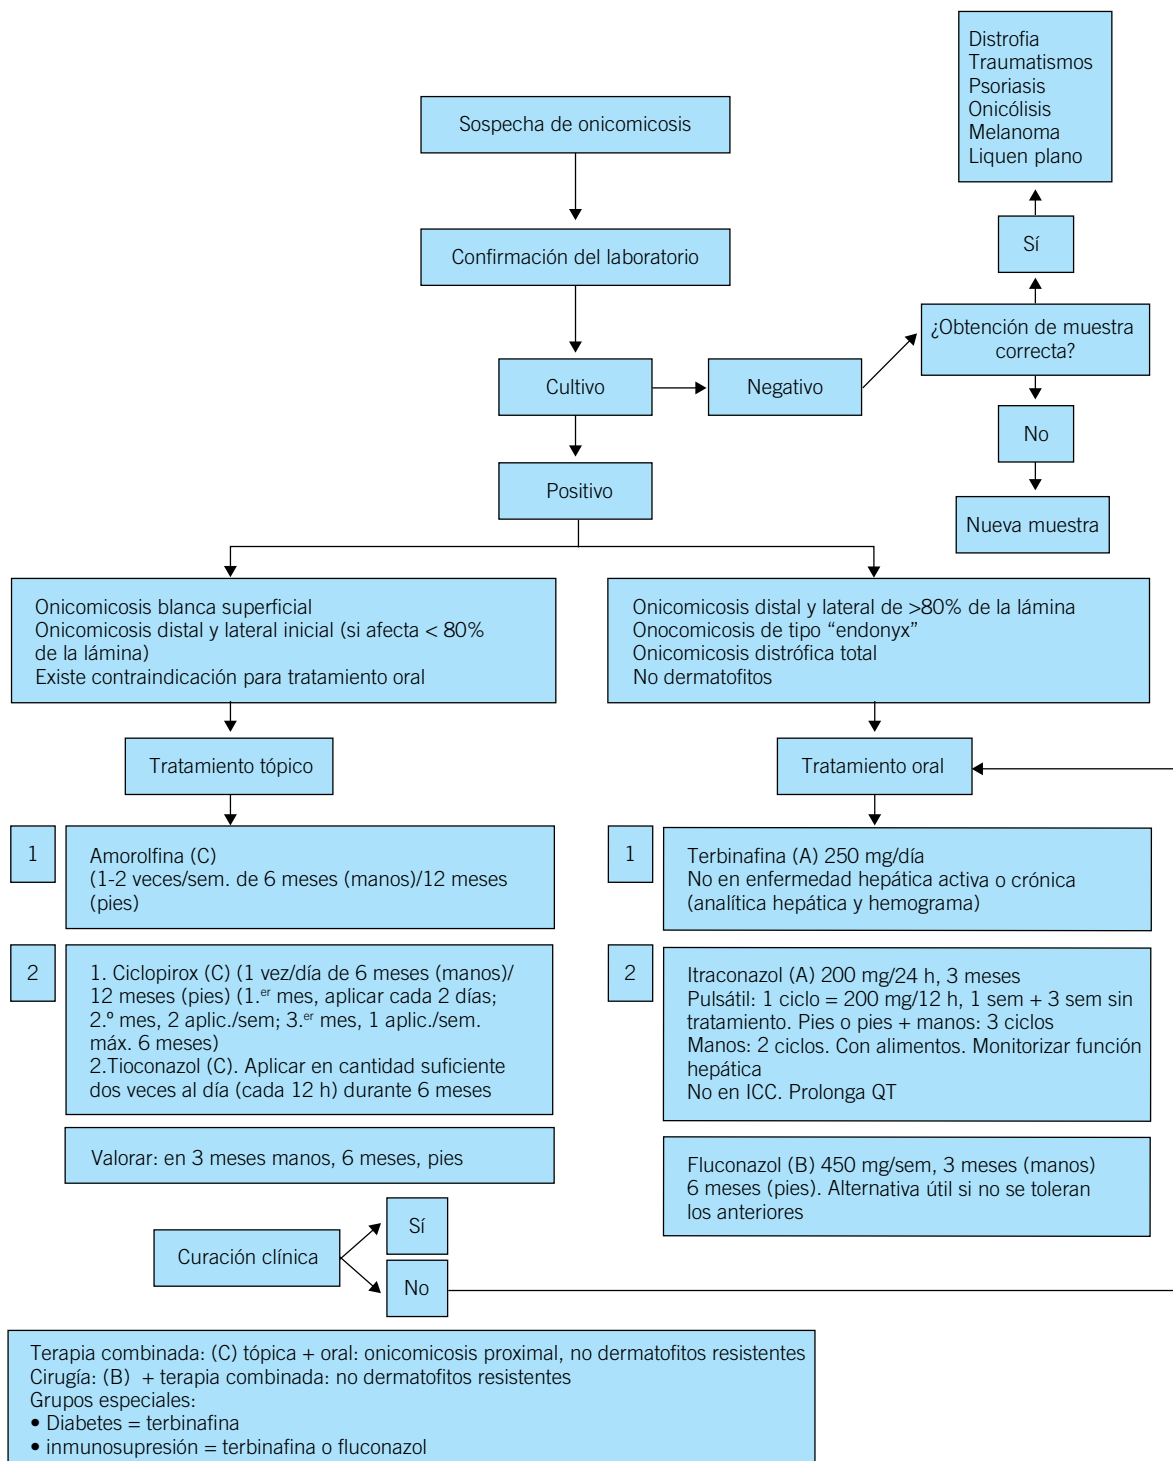 Distrofia
Traumatismos
Psoriasis
Onicólisis
Melanoma
Liquen plano
Sospecha de onicomicosis
Sí
Confirmación del laboratorio
¿Obtención de muestra
correcta?
Cultivo
Negativo
No
Positivo
Nueva muestra
Onicomicosis blanca superficial
Onicomicosis distal y lateral inicial (si afecta < 80%
de la lámina)
Existe contraindicación para tratamiento oral
Onicomicosis distal y lateral de >80% de la lámina
Onocomicosis de tipo “endonyx”
Onicomicosis distrófica total
No dermatofitos
Tratamiento tópico
Tratamiento oral
1
Amorolfina (C)
(1-2 veces/sem. de 6 meses (manos)/12 meses
(pies)
1
Terbinafina (A) 250 mg/día
No en enfermedad hepática activa o crónica
(analítica hepática y hemograma)
2
1. Ciclopirox (C) (1 vez/día de 6 meses (manos)/
12 meses (pies) (1.er mes, aplicar cada 2 días;
2.º mes, 2 aplic./sem; 3.er mes, 1 aplic./sem.
máx. 6 meses)
2.Tioconazol (C). Aplicar en cantidad suficiente
dos veces al día (cada 12 h) durante 6 meses
2
Itraconazol (A) 200 mg/24 h, 3 meses
Pulsátil: 1 ciclo = 200 mg/12 h, 1 sem + 3 sem sin
tratamiento. Pies o pies + manos: 3 ciclos
Manos: 2 ciclos. Con alimentos. Monitorizar función
hepática
No en ICC. Prolonga QT
Valorar: en 3 meses manos, 6 meses, pies
Fluconazol (B) 450 mg/sem, 3 meses (manos)
6 meses (pies). Alternativa útil si no se toleran
los anteriores
Curación clínica
Sí
No
Terapia combinada: (C) tópica + oral: onicomicosis proximal, no dermatofitos resistentes
Cirugía: (B) + terapia combinada: no dermatofitos resistentes
Grupos especiales:
• Diabetes = terbinafina
• inmunosupresión = terbinafina o fluconazol